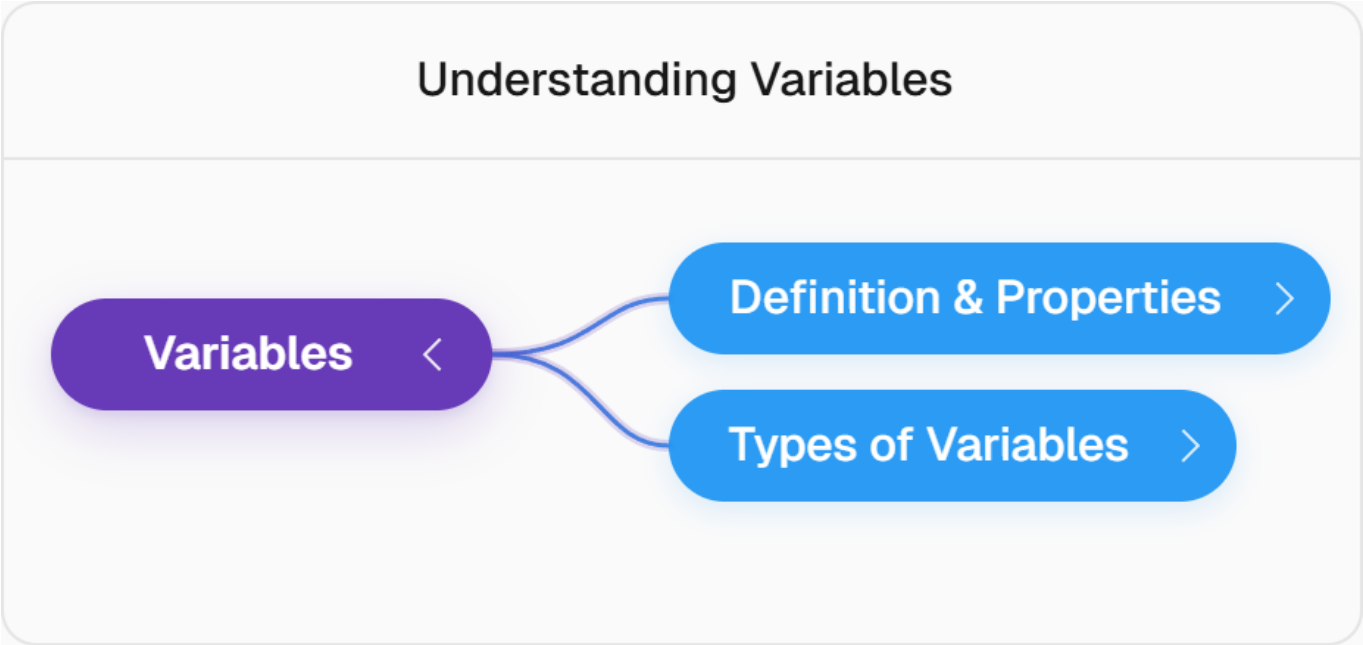 Understanding Variables
Variables
Definition & Properties
Types of Variables